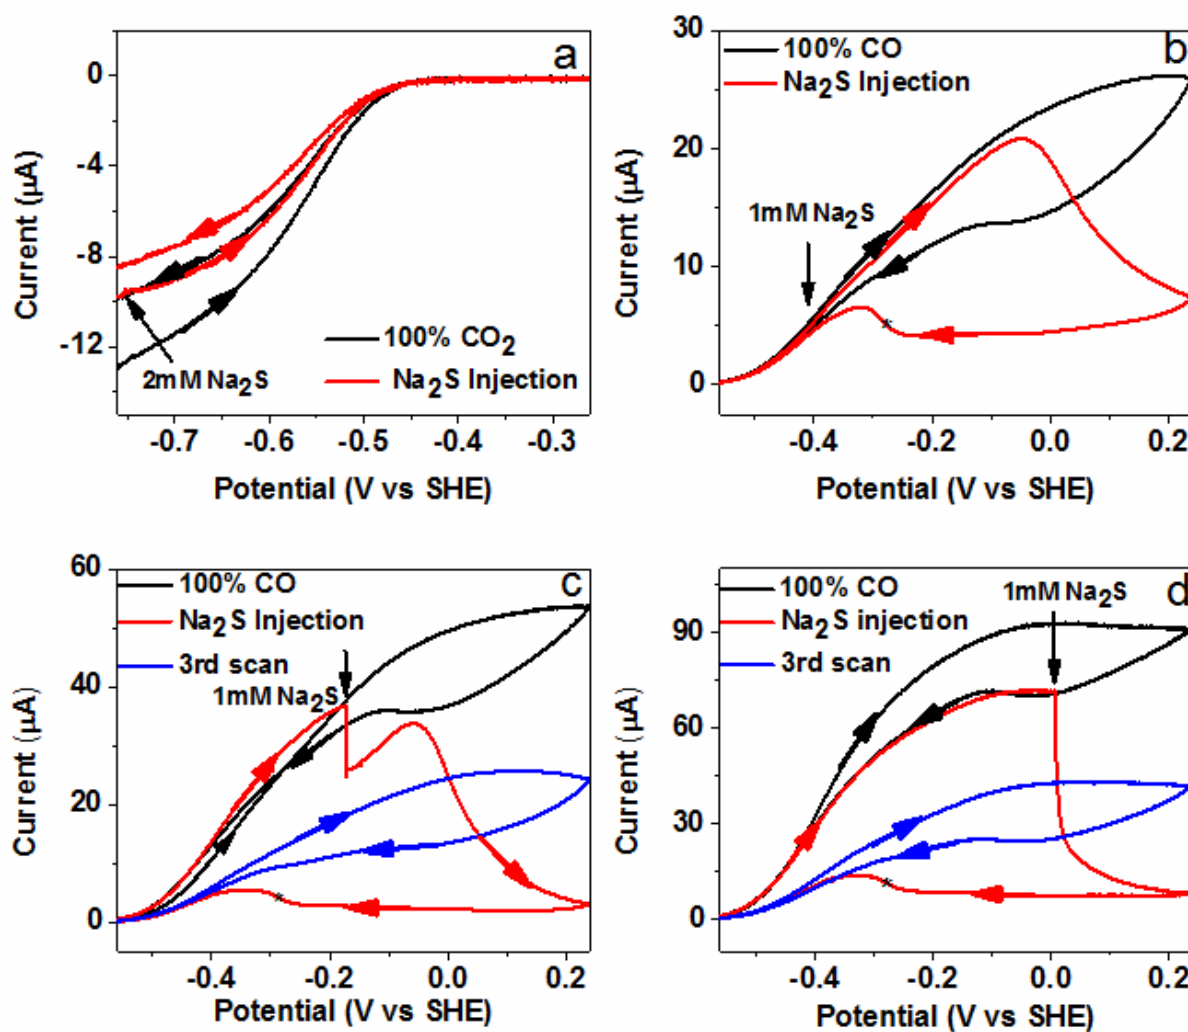 a
0
-4
-8
-12
Current (µA)
2mM Na₂S
100% CO₂
Na₂S Injection
-0.7 -0.6 -0.5 -0.4 -0.3
Potential (V vs SHE)
b
30
20
10
0
Current (µA)
100% CO
Na₂S Injection
1mM Na₂S
*
-0.4 -0.2 0.0 0.2
Potential (V vs SHE)
c
60
40
20
0
Current (µA)
100% CO
Na₂S Injection
3rd scan
1mM Na₂S
*
-0.4 -0.2 0.0 0.2
Potential (V vs SHE)
d
90
60
30
0
Current (µA)
100% CO
1mM Na₂S
Na₂S injection
3rd scan
*
-0.4 -0.2 0.0 0.2
Potential (V vs SHE)